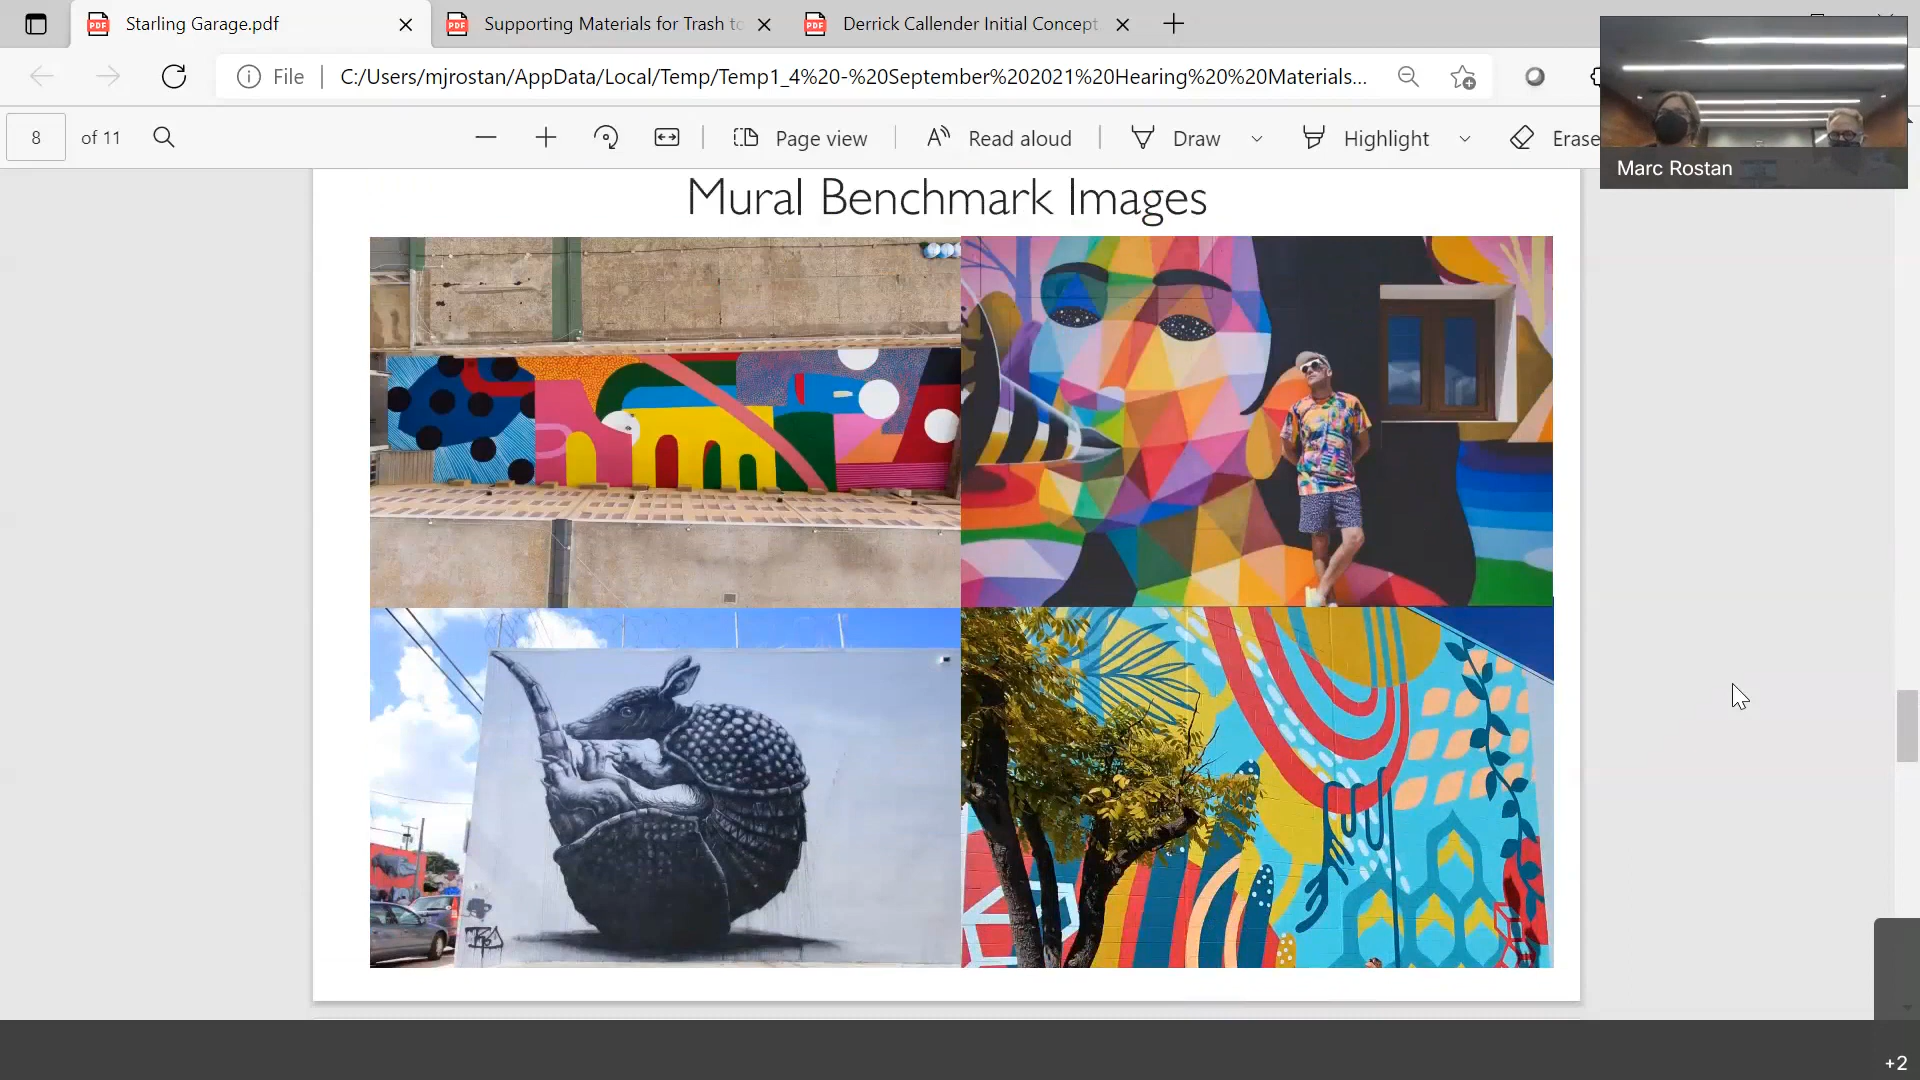 Starling Garage.pdf
Supporting Materials for Trash to
Derrick Callender Initial Concept
File
C:/Users/mjrostan/AppData/Local/Temp/Temp1_4%20-%20September%202021%20Hearing%20%20Materials...
8 of 11
Page view
Read aloud
Draw
Highlight
Erase
Marc Rostan
Mural Benchmark Images
+2